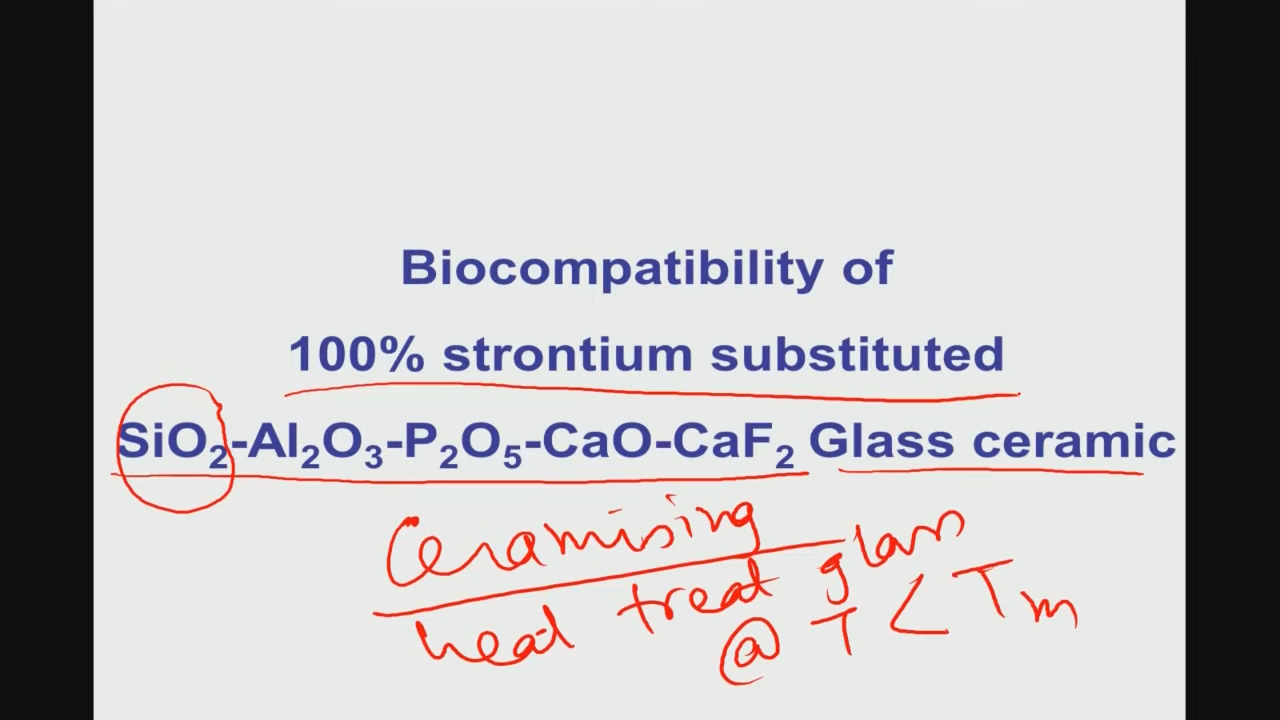 Biocompatibility of
100% strontium substituted
SiO₂-Al₂O₃-P₂O₅-CaO-CaF₂ Glass ceramic
Ceramising
heat treat glass
@ T < Tm